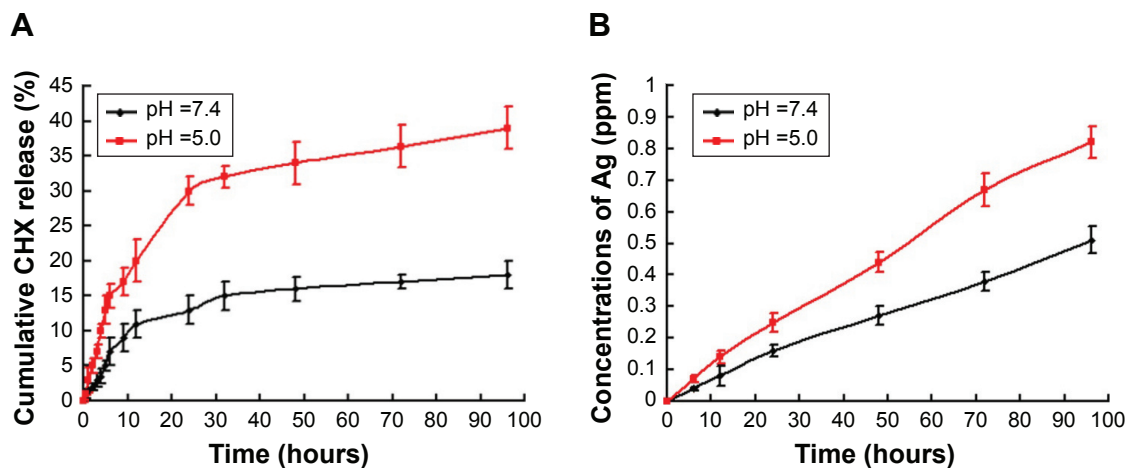 A
Cumulative CHX release (%)
45
40
35
30
25
20
15
10
5
0
pH =7.4
pH =5.0
0 10 20 30 40 50 60 70 80 90 100
Time (hours)
B
Concentrations of Ag (ppm)
1
0.9
0.8
0.7
0.6
0.5
0.4
0.3
0.2
0.1
0
pH =7.4
pH =5.0
0 10 20 30 40 50 60 70 80 90 100
Time (hours)